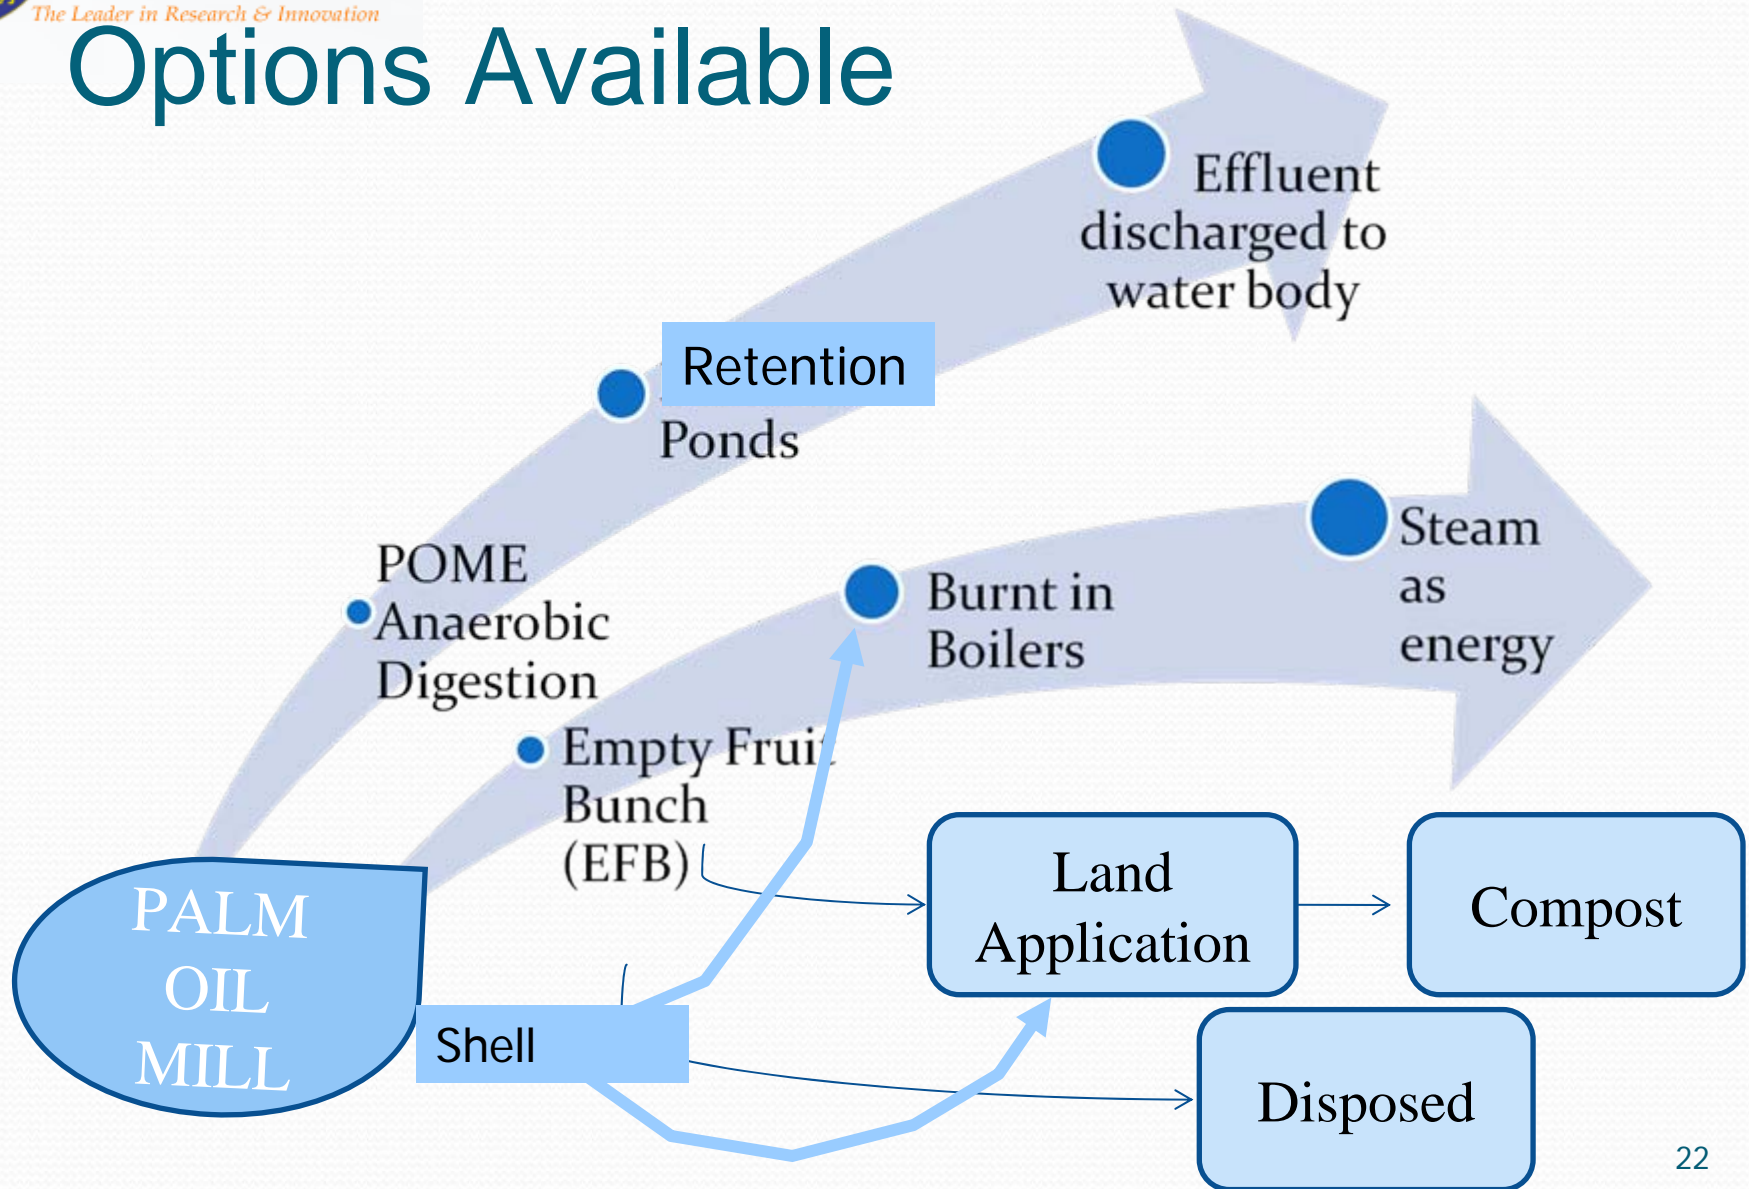 The Leader in Research & Innovation
Options Available
Effluent
discharged to
water body
Retention
Ponds
POME
Anaerobic
Digestion
Steam
as
energy
Burnt in
Boilers
Empty Fruit
Bunch
(EFB)
Land
Application
Compost
PALM
OIL
MILL
Shell
Disposed
22